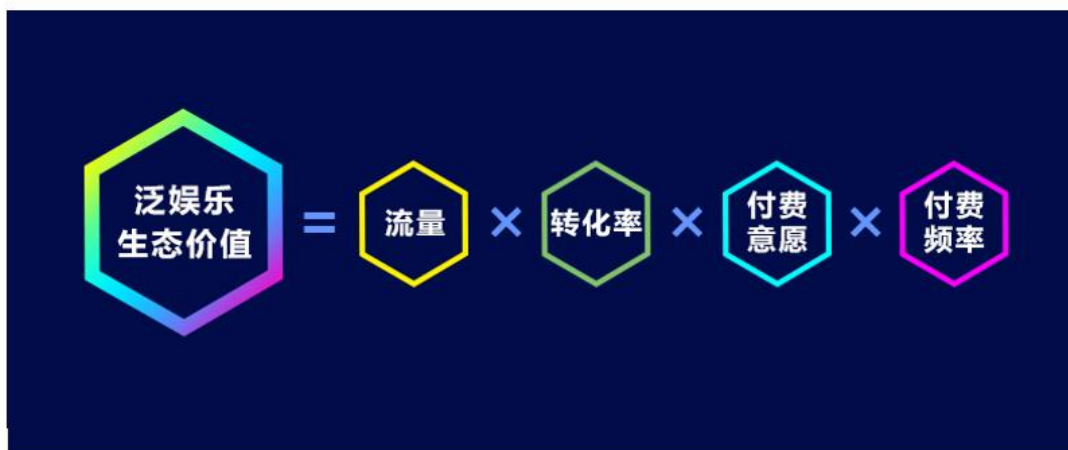 泛娱乐
生态价值
=
流量
×
转化率
×
付费
意愿
×
付费
频率